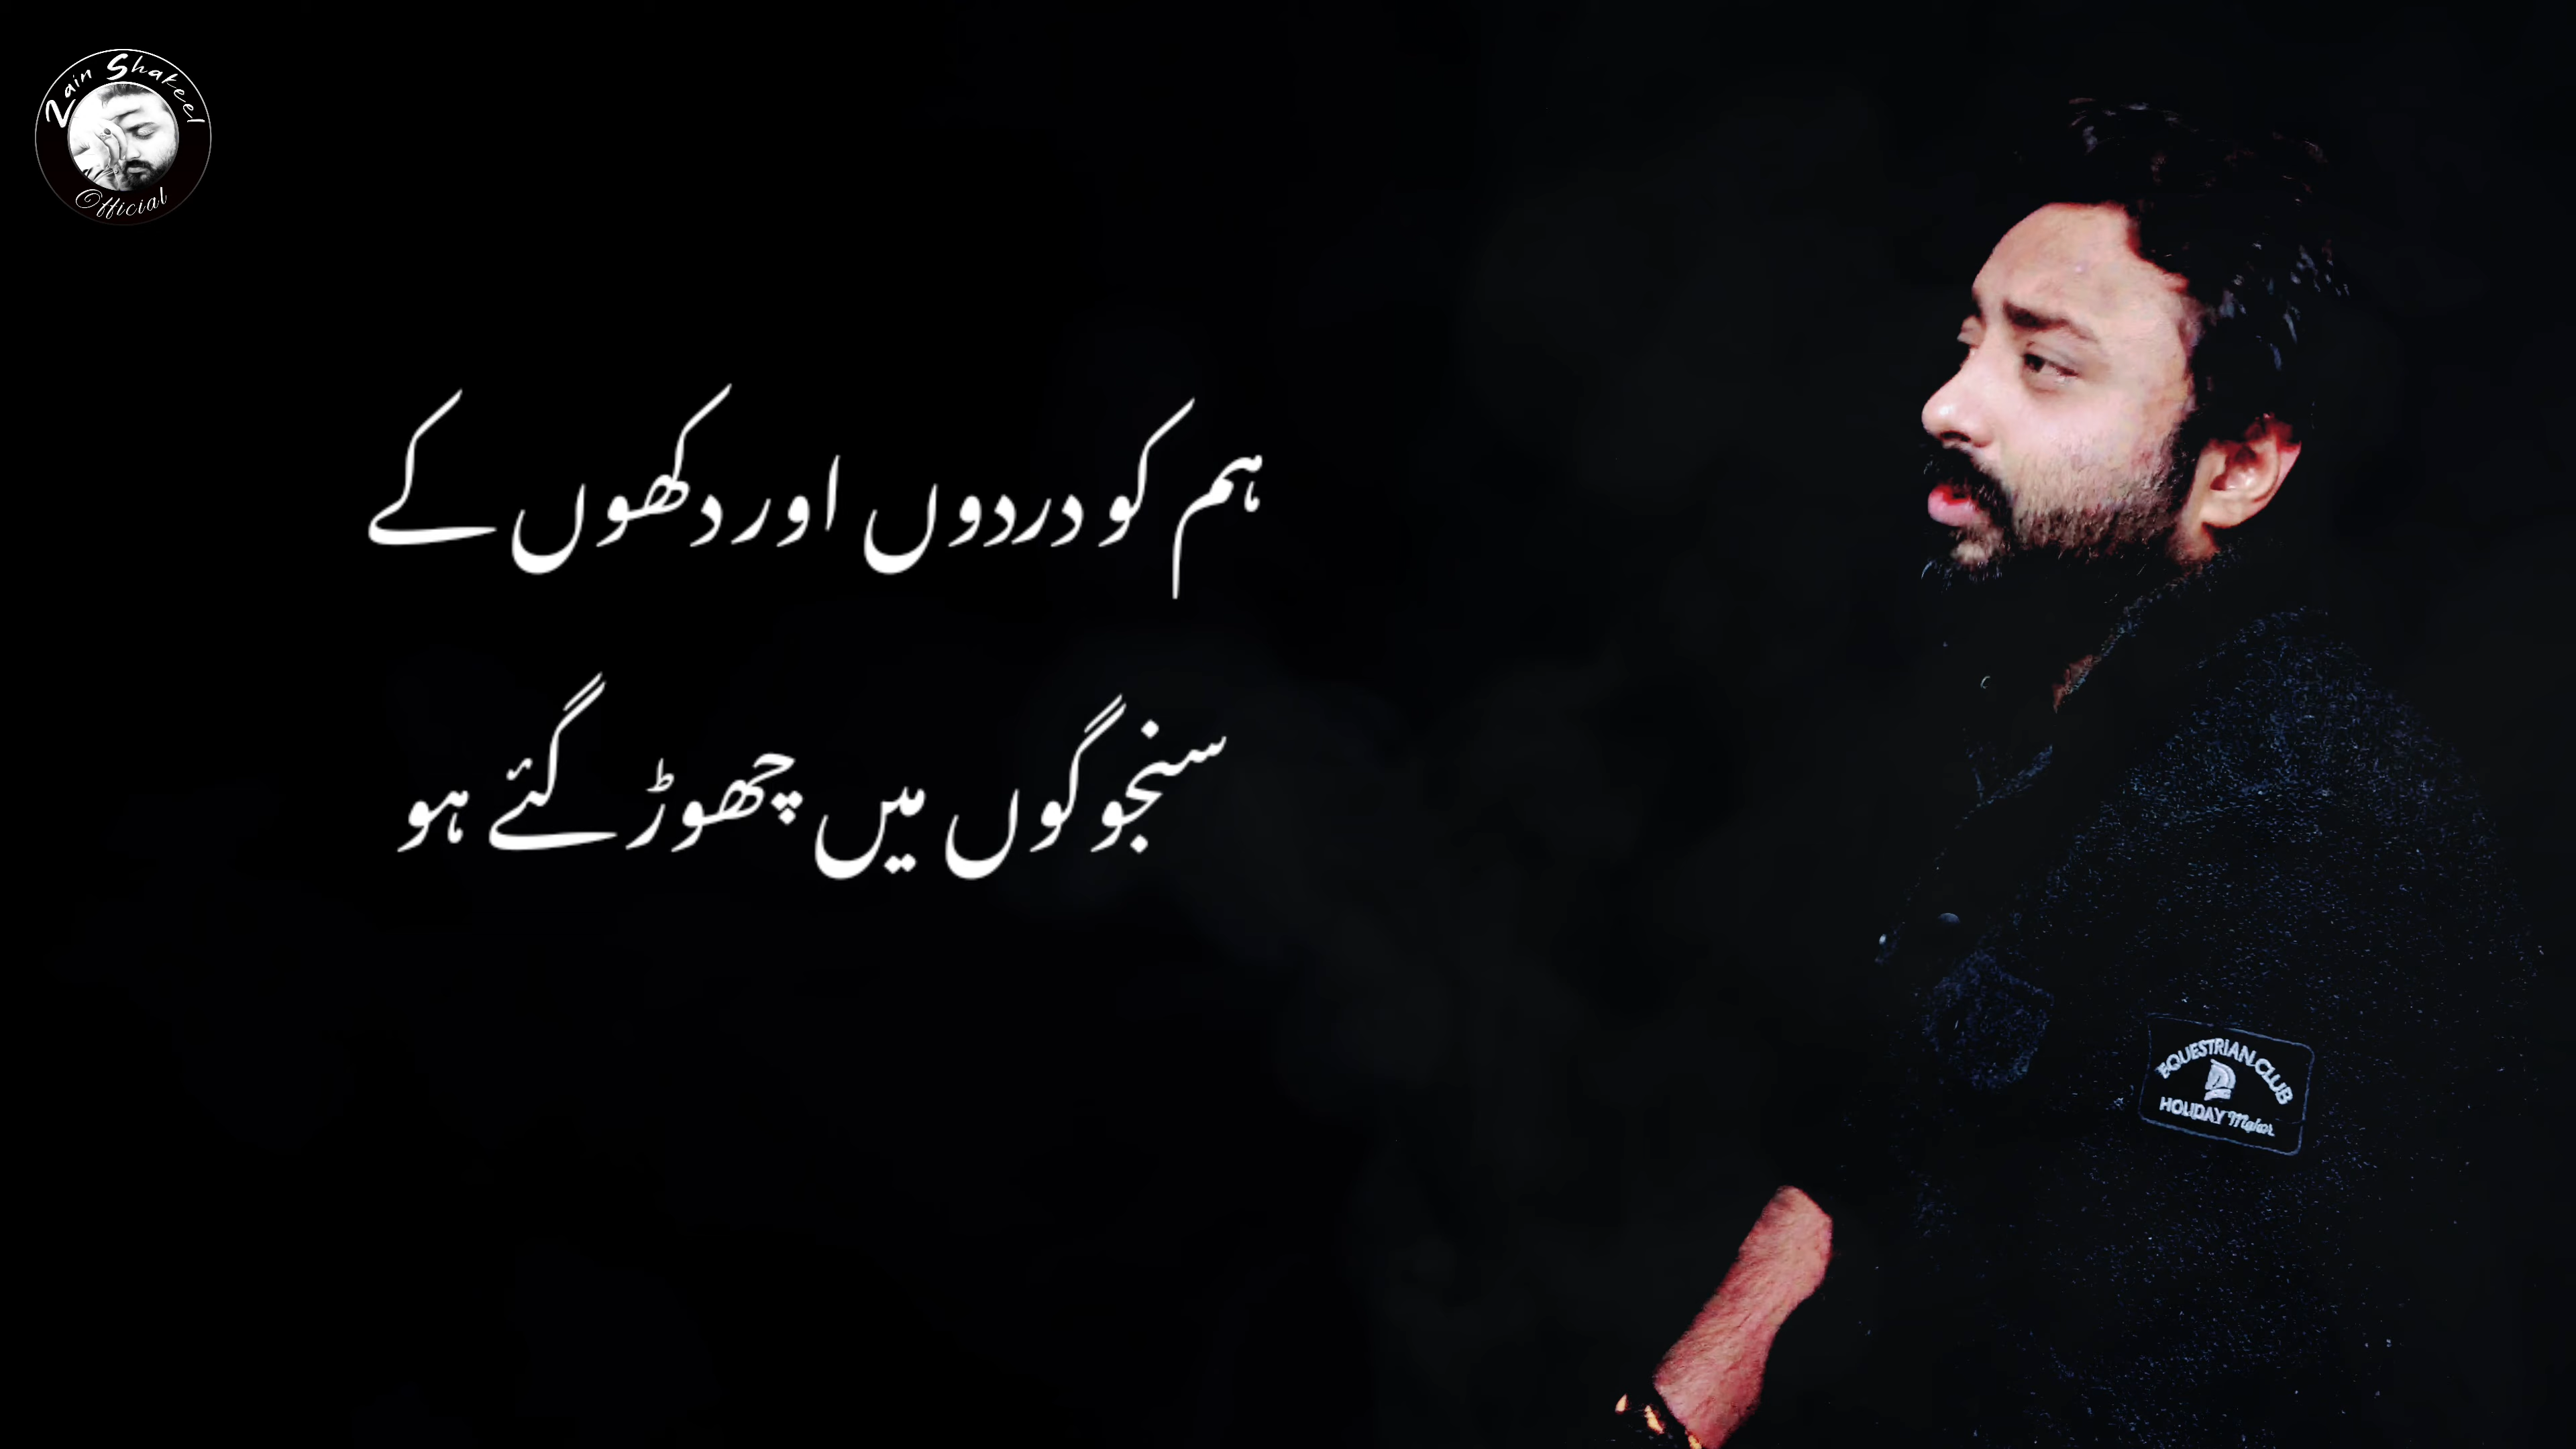 Zain Shakeel
Official
ہم کو دردوں اور دکھوں کے
سنجوگوں میں چھوڑ گئے ہو
EQUESTRIAN CLUB
HOLIDAY Maker